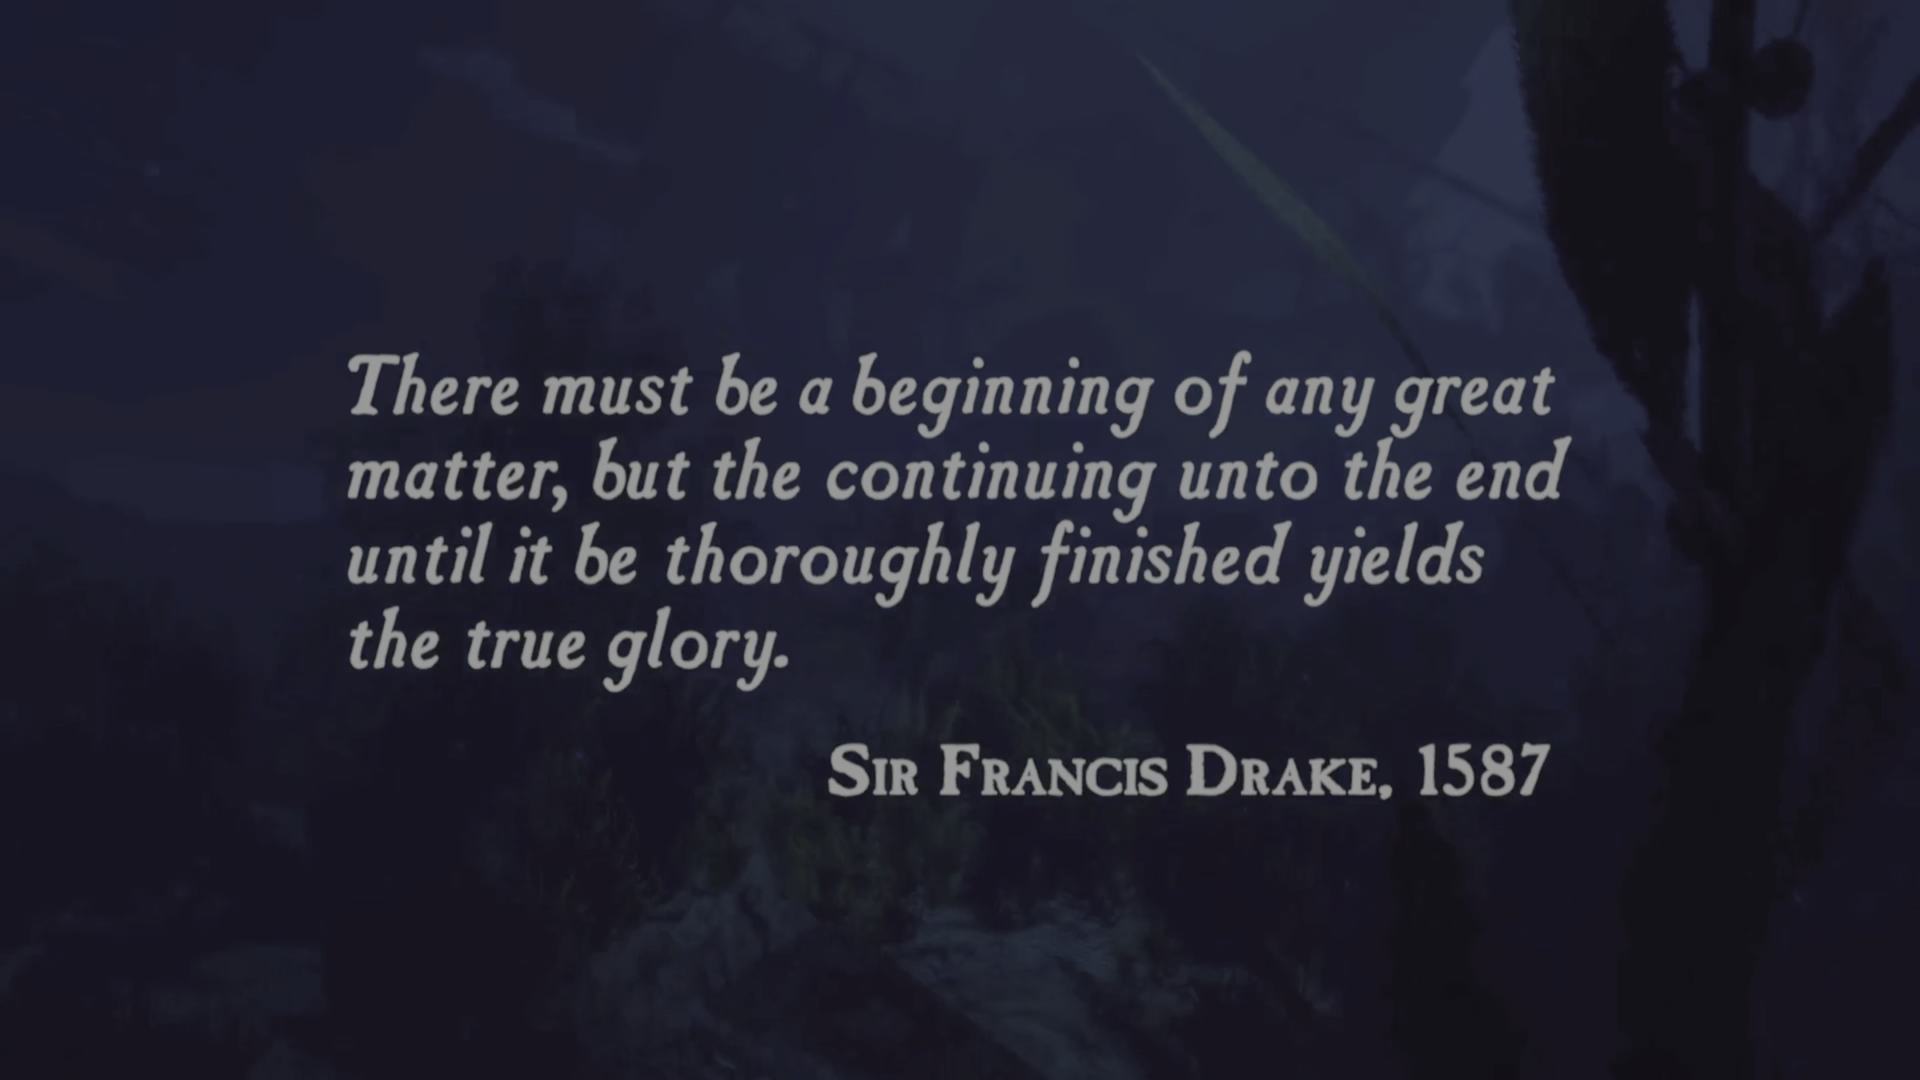 There must be a beginning of any great
matter, but the continuing unto the end
until it be thoroughly finished yields
the true glory.
Sir Francis Drake, 1587